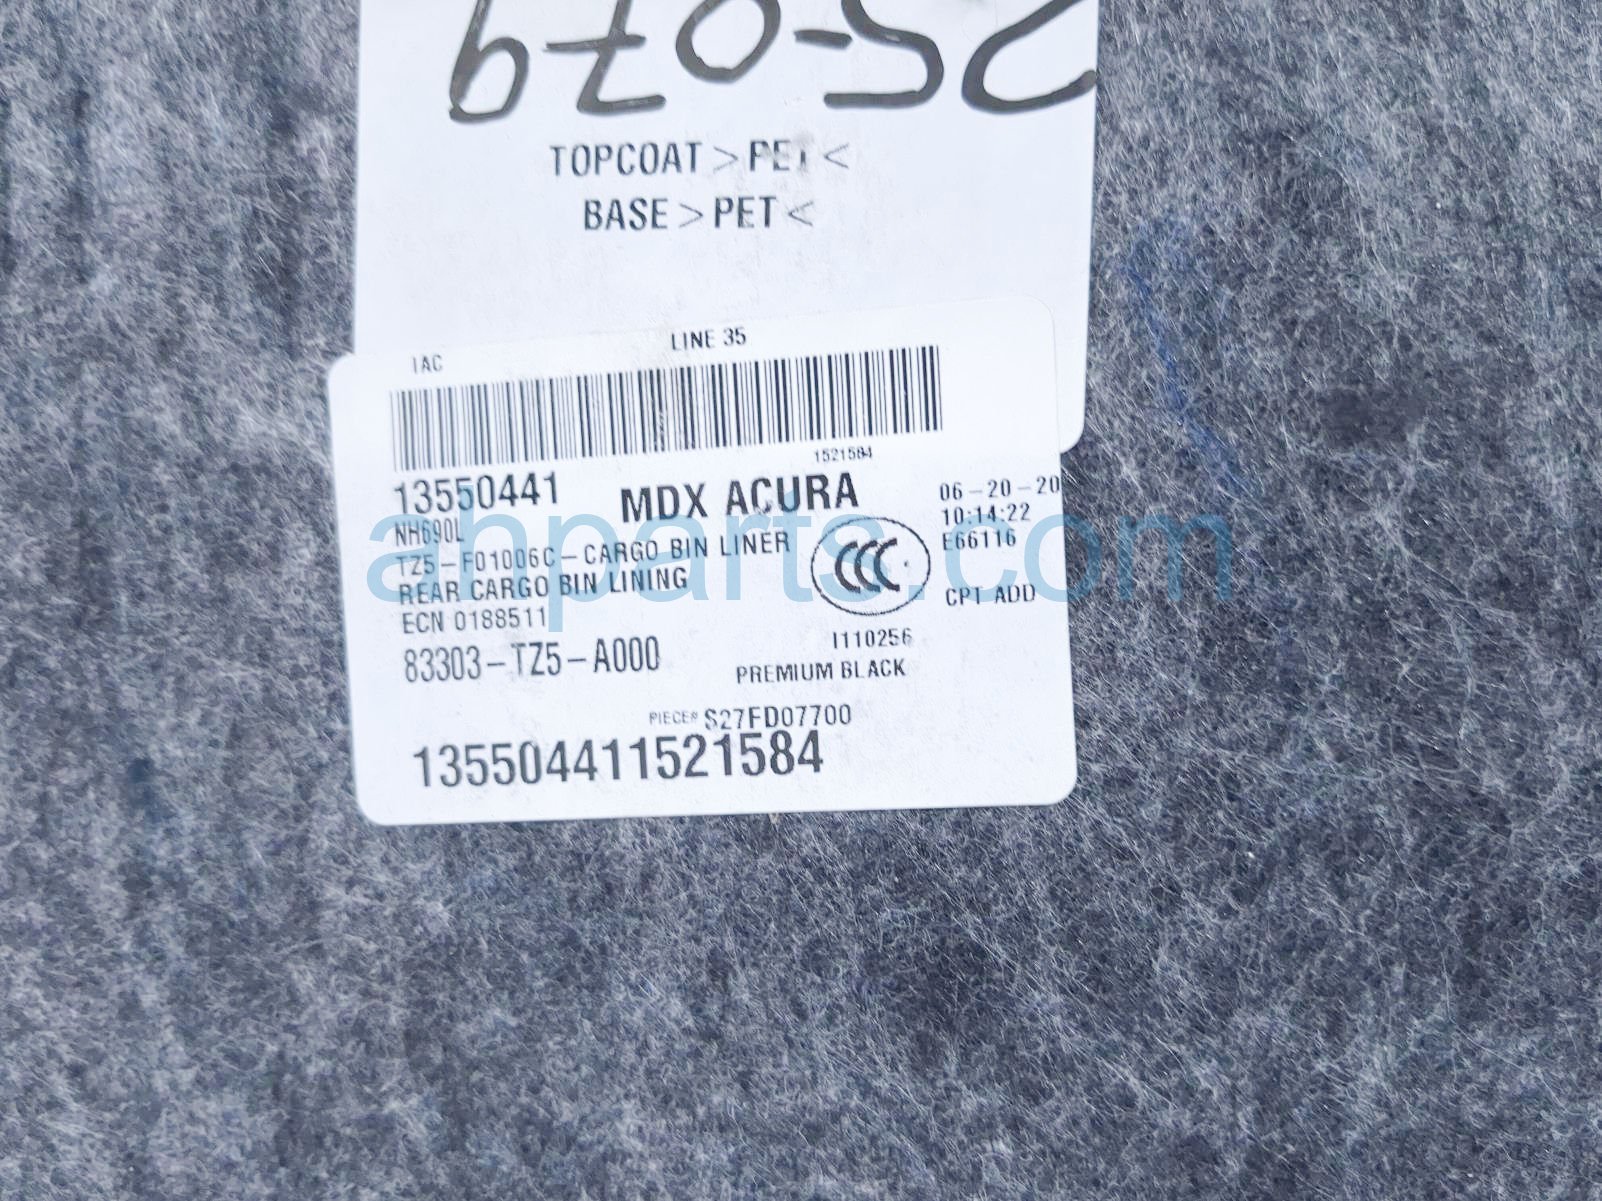 25-079
TOPCOAT >PET<
BASE >PET<
IAC
LINE 35
1521584
13550441
MDX ACURA
06-20-20
NH690L
10:14:22
TZ5-F01006C-CARGO BIN LINER
E66116
REAR CARGO BIN LINING
CCC
CPT ADD
ECN 0188511
I110256
83303-TZ5-A000
PREMIUM BLACK
PIECE# S27FD07700
135504411521584
ahparts.com